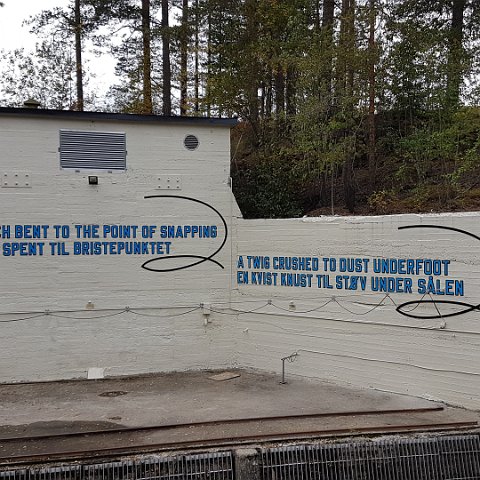 BENT TO THE POINT OF SNAPPING
SPENT TIL BRISTEPUNKTET
A TWIG CRUSHED TO DUST UNDERFOOT
EN KVIST KNUST TIL STØV UNDER SÅLEN